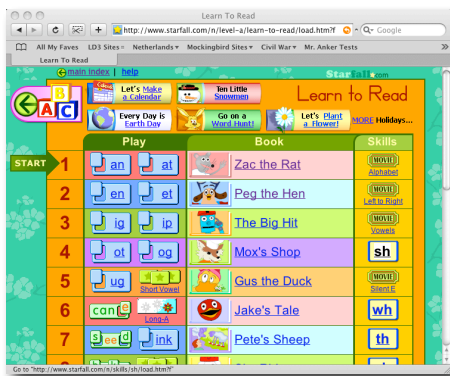 Learn To Read
http://www.starfall.com/n/level-a/learn-to-read/load.htm?f
Google
All My Faves LD3 Sites Netherlands Mockingbird Sites Civil War Mr. Anker Tests
Learn To Read
main index | help
Starfall.com
Let's Make a Calendar
Ten Little Snowmen
Learn to Read
ABC
Every Day is Earth Day
Go on a Word Hunt!
Let's Plant a Flower!
MORE Holidays...
Play Book Skills
START
1 an at Zac the Rat MOVIE Alphabet
2 en et Peg the Hen MOVIE Left to Right
3 ig ip The Big Hit MOVIE Vowels
4 ot og Mox's Shop sh
5 ug Short Vowel Gus the Duck MOVIE Silent E
6 cane Long-A Jake's Tale wh
7 seed ink Pete's Sheep th
Go to "http://www.starfall.com/n/skills/sh/load.htm?f"